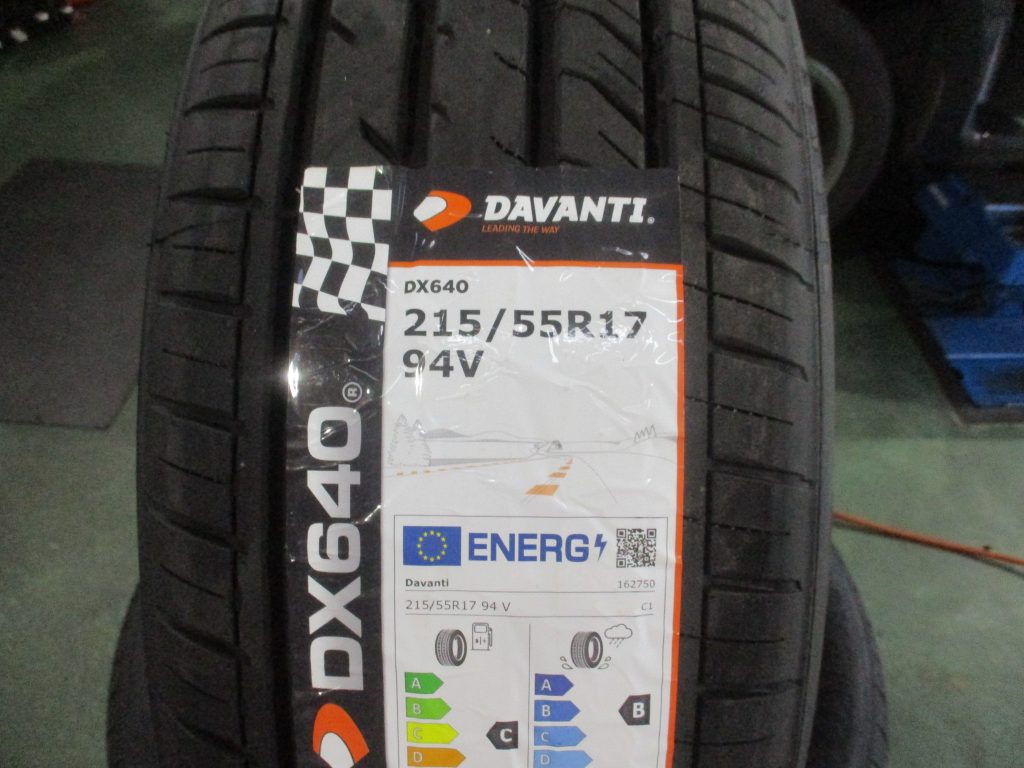 DAVANTI®
LEADING THE WAY
DX640
215/55R17
94V
DX640®
ENERG
Davanti 162750
215/55R17 94 V C1
A
B
C
D
C
A
B
C
D
B